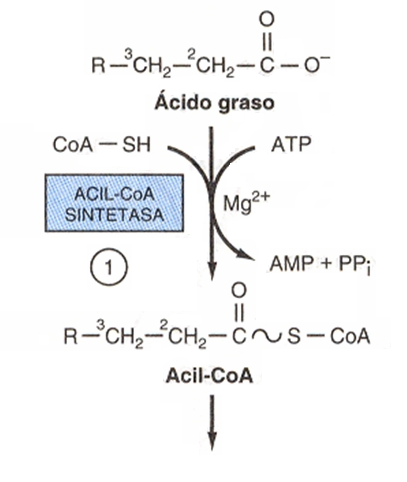 O
R—³CH₂—²CH₂—C—O⁻
Ácido graso
CoA—SH ATP
ACIL-CoA
SINTETASA
Mg²⁺
1
AMP + PPi
O
R—³CH₂—²CH₂—C~S—CoA
Acil-CoA